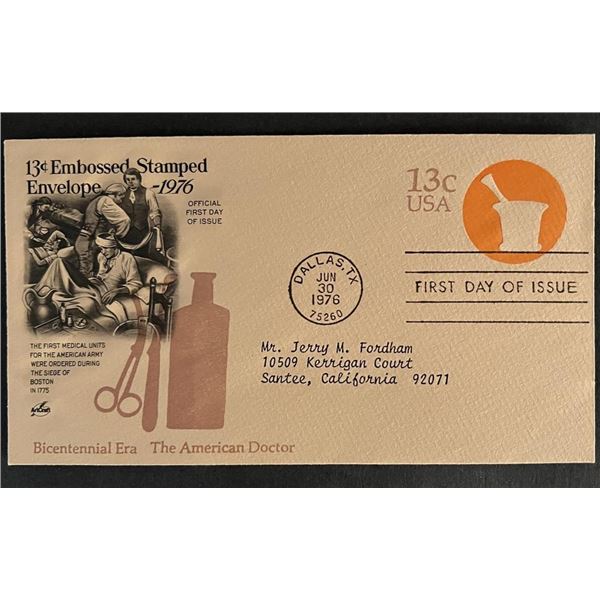 13¢ Embossed Stamped
Envelope -1976
OFFICIAL
FIRST DAY
OF ISSUE
THE FIRST MEDICAL UNITS
FOR THE AMERICAN ARMY
WERE ORDERED DURING
THE SIEGE OF
BOSTON
IN 1775
ArtCraft
Bicentennial Era The American Doctor
13c
USA
DALLAS, TX
JUN
30
1976
75260
FIRST DAY OF ISSUE
Mr. Jerry M. Fordham
10509 Kerrigan Court
Santee, California 92071